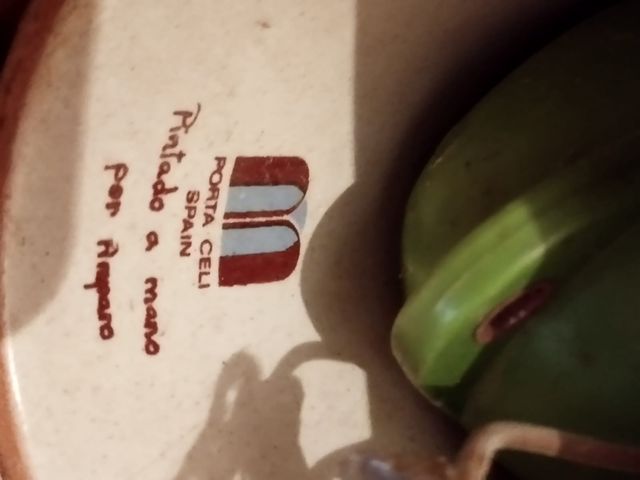 PORTA CELI
SPAIN
Pintado a mano
por Amparo